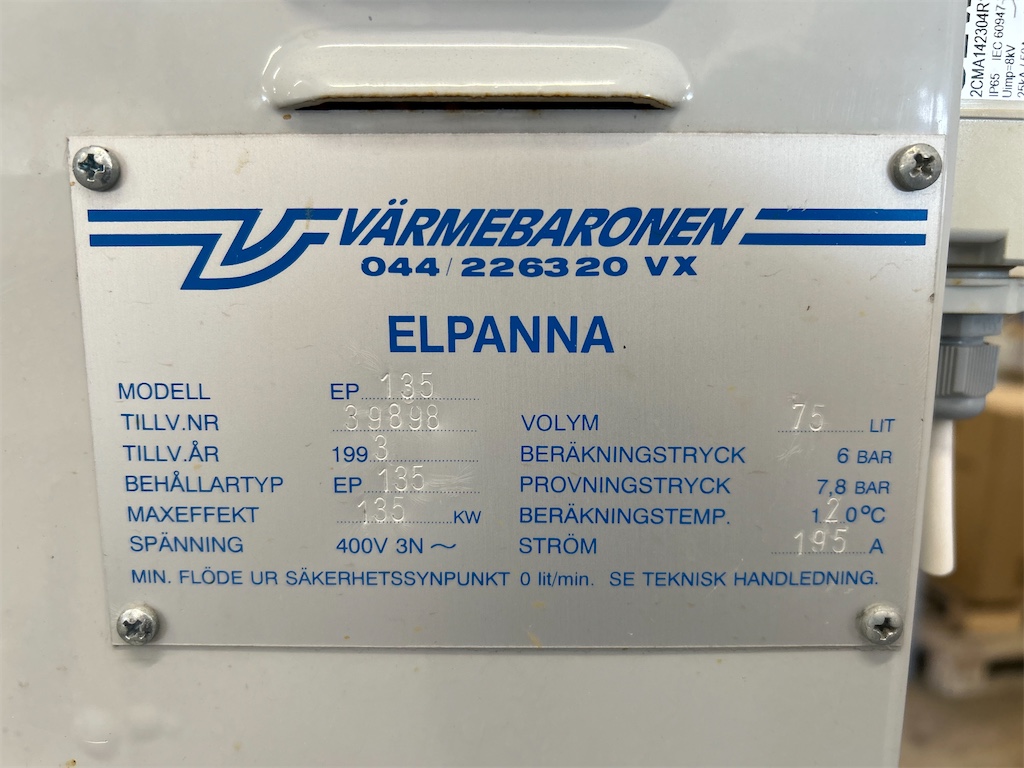 VÄRMEBARONEN
044/226320 VX
ELPANNA
MODELL EP 135
TILLV.NR 39898 VOLYM 75 LIT
TILLV.ÅR 1993 BERÄKNINGSTRYCK 6 BAR
BEHÅLLARTYP EP 135 PROVNINGSTRYCK 7,8 BAR
MAXEFFEKT 135 KW BERÄKNINGSTEMP. 120°C
SPÄNNING 400V 3N ~ STRÖM 195 A
MIN. FLÖDE UR SÄKERHETSSYNPUNKT 0 lit/min. SE TEKNISK HANDLEDNING.
2CMA142304R
IP65 IEC 60947-
Uimp=8kV